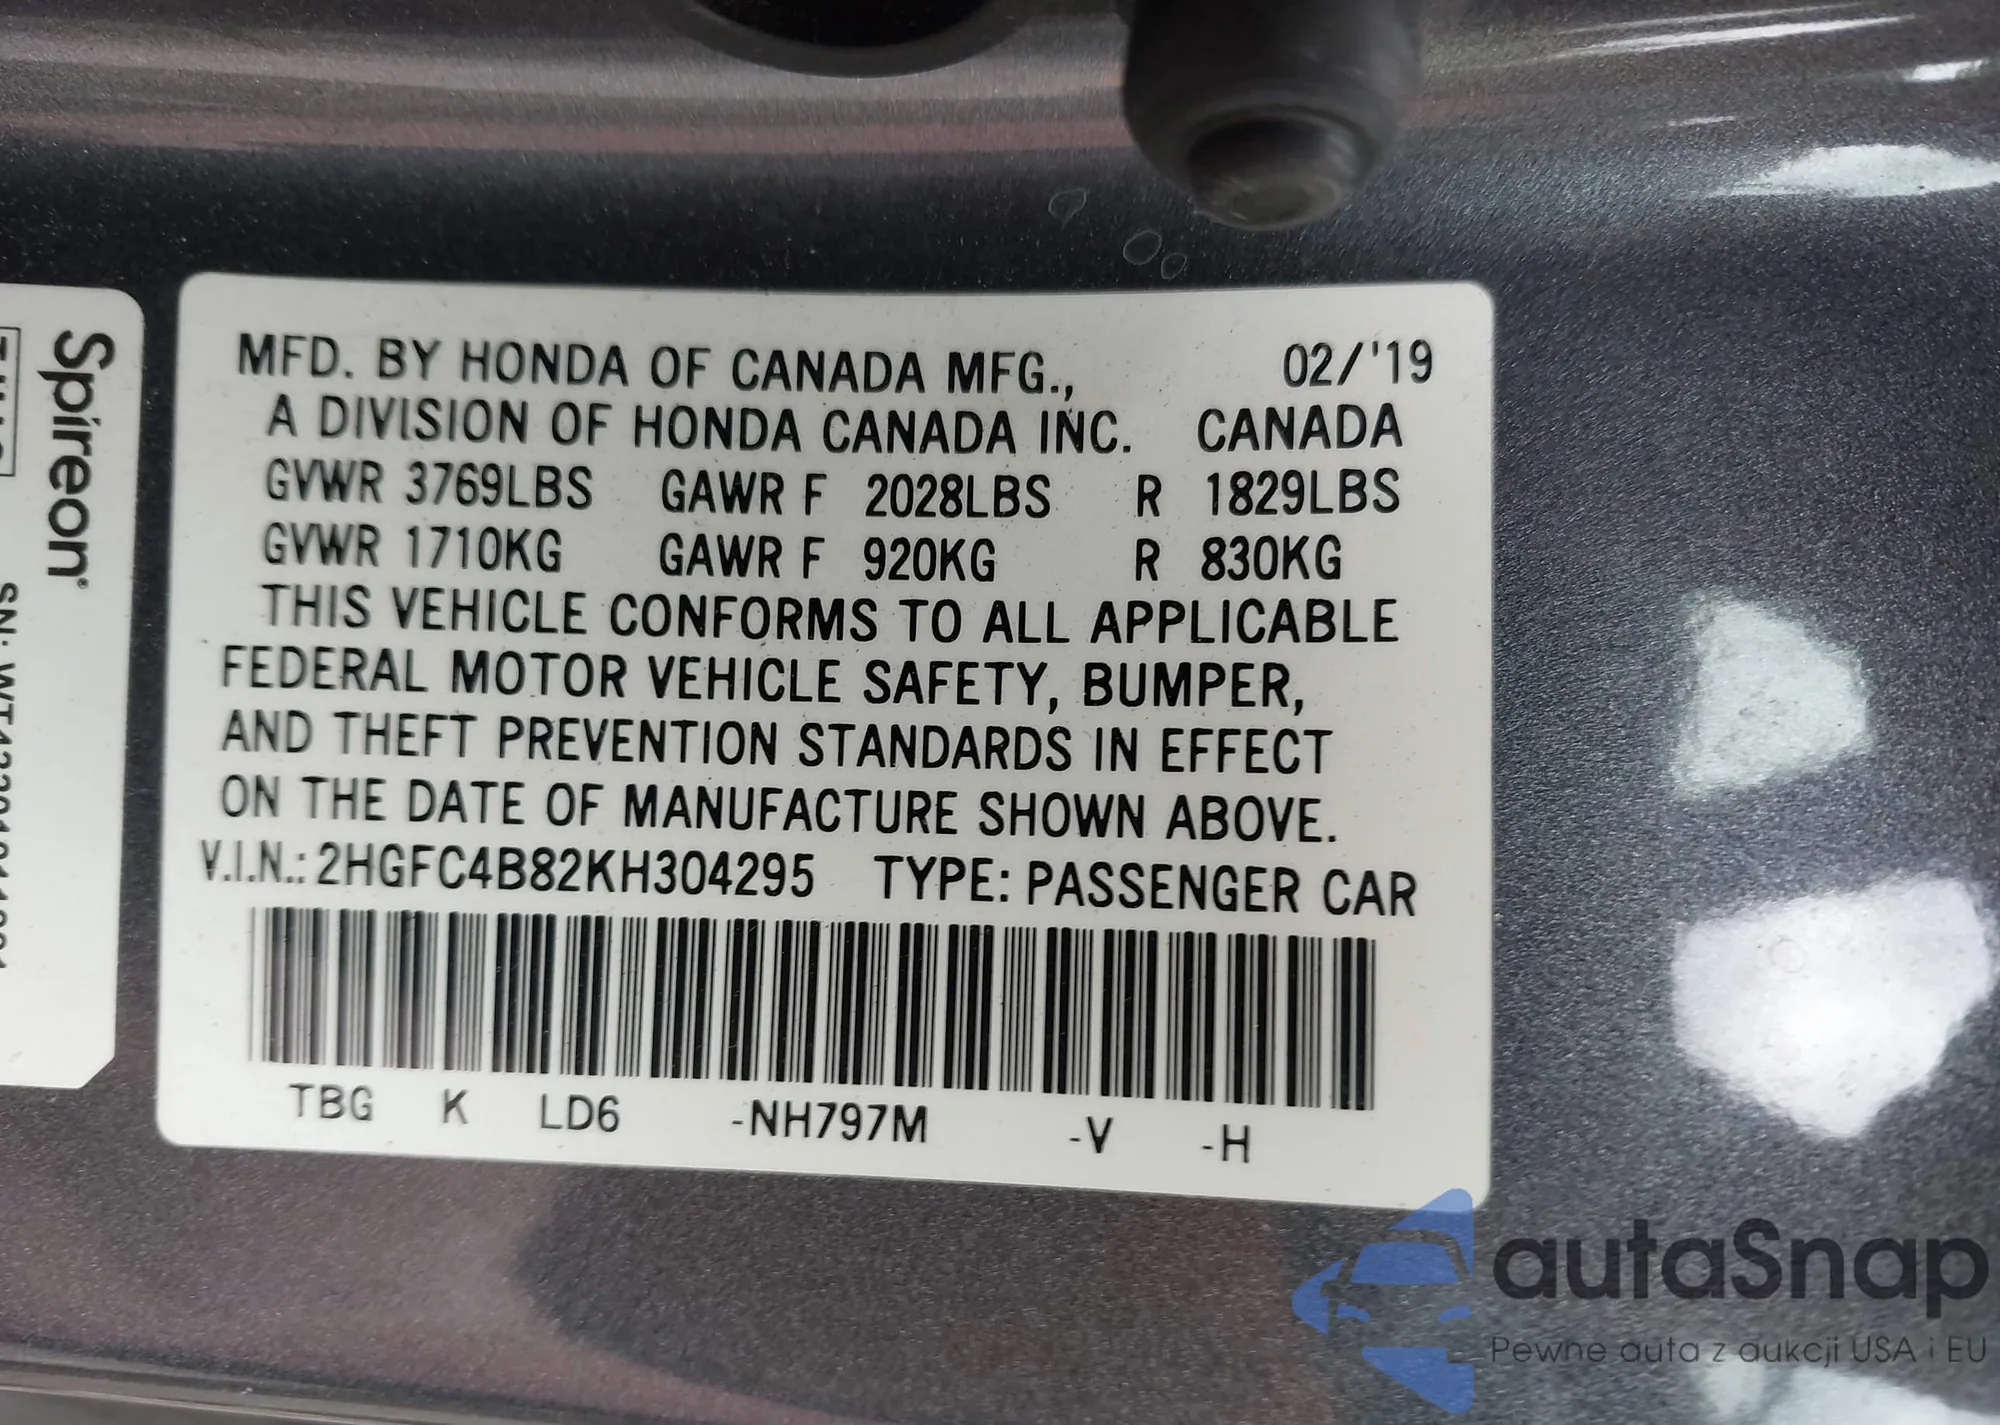 Spireon
MFD. BY HONDA OF CANADA MFG., 02/'19
A DIVISION OF HONDA CANADA INC. CANADA
GVWR 3769LBS GAWR F 2028LBS R 1829LBS
GVWR 1710KG GAWR F 920KG R 830KG
THIS VEHICLE CONFORMS TO ALL APPLICABLE
FEDERAL MOTOR VEHICLE SAFETY, BUMPER,
AND THEFT PREVENTION STANDARDS IN EFFECT
ON THE DATE OF MANUFACTURE SHOWN ABOVE.
V.I.N.: 2HGFC4B82KH304295 TYPE: PASSENGER CAR
TBG K LD6 -NH797M -V -H
autaSnap
Pewne auta z aukcji USA i EU